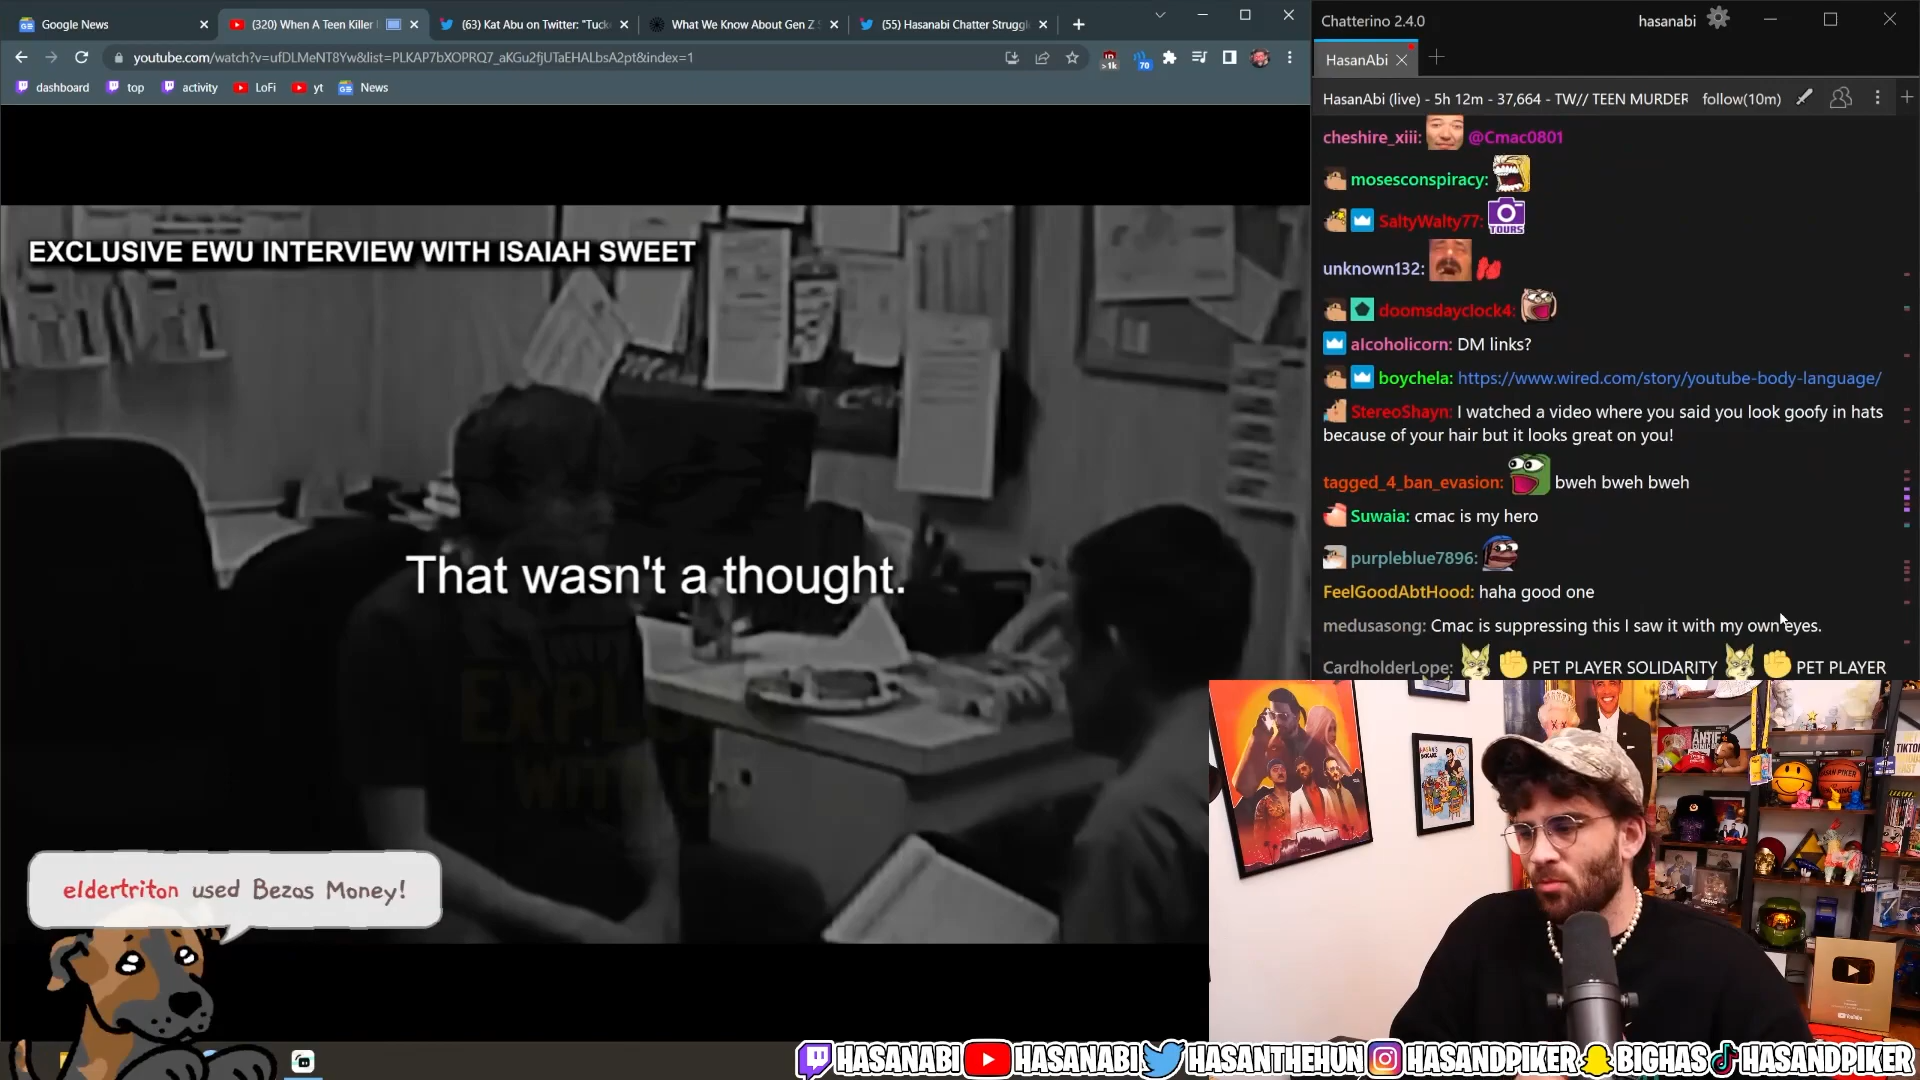 Google News
(320) When A Teen Killer
(63) Kat Abu on Twitter: "Tuck
What We Know About Gen Z
(55) Hasanabi Chatter Struggl
youtube.com/watch?v=ufDLMeNT8Yw&list=PLKAP7bXOPRQ7_aKGu2fjUTaEHALbsA2pt&index=1
>1k
70
dashboard
top
activity
LoFi
yt
News
EXCLUSIVE EWU INTERVIEW WITH ISAIAH SWEET
That wasn't a thought.
eldertriton used Bezos Money!
Chatterino 2.4.0
hasanabi
HasanAbi
HasanAbi (live) - 5h 12m - 37,664 - TW// TEEN MURDER
follow(10m)
cheshire_xiii: @Cmac0801
mosesconspiracy:
SaltyWalty77: TOURS
unknown132:
doomsdayclock4:
alcoholicorn: DM links?
boychela: https://www.wired.com/story/youtube-body-language/
StereoShayn: I watched a video where you said you look goofy in hats
because of your hair but it looks great on you!
tagged_4_ban_evasion: bweh bweh bweh
Suwaia: cmac is my hero
purpleblue7896:
FeelGoodAbtHood: haha good one
medusasong: Cmac is suppressing this I saw it with my own eyes.
CardholderLope: PET PLAYER SOLIDARITY PET PLAYER
HASANABI HASANABI HASANTHEHUN HASANDPIKER BIGHAS HASANDPIKER